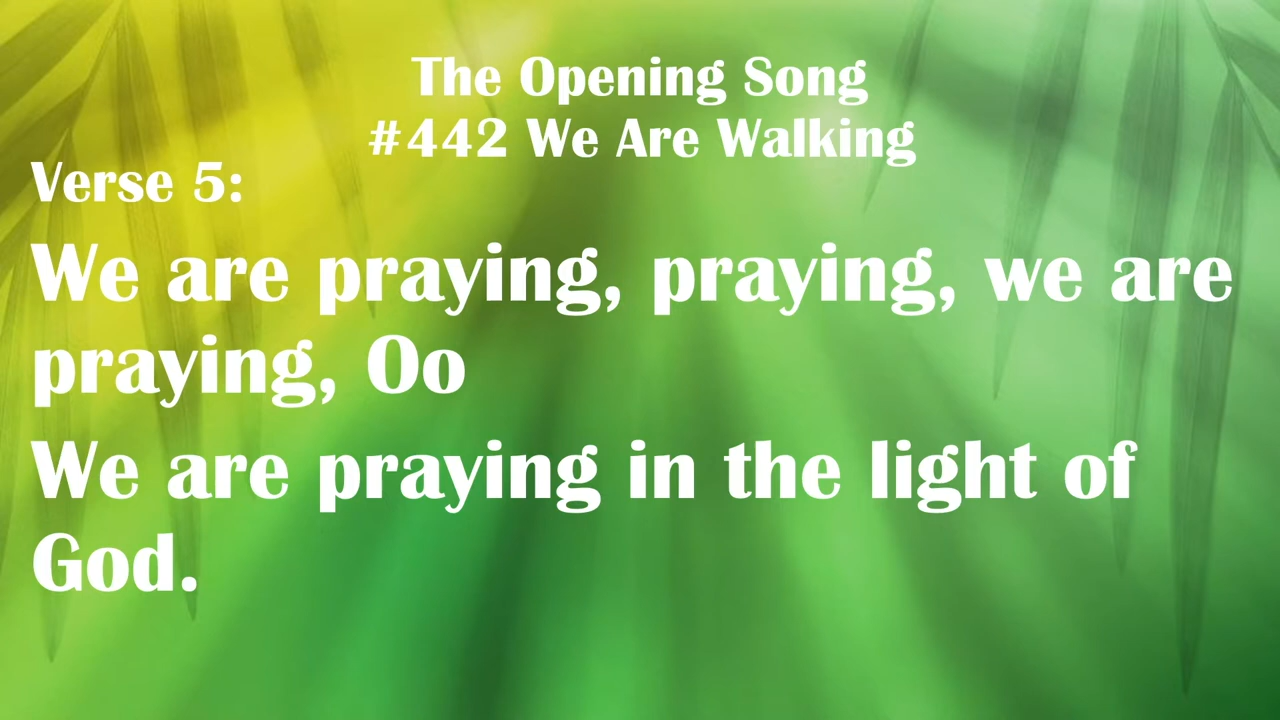 The Opening Song
#442 We Are Walking
Verse 5:
We are praying, praying, we are
praying, Oo
We are praying in the light of
God.